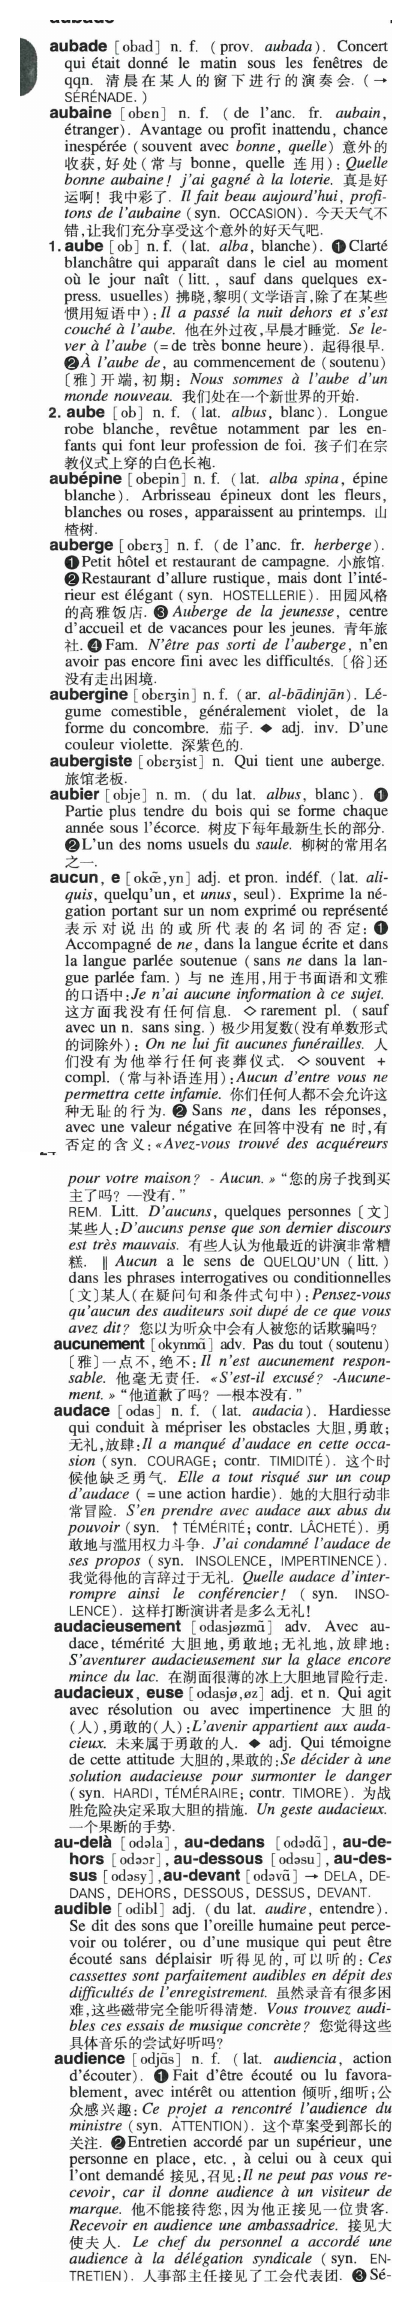 aubade [obad] n. f. (prov. aubada). Concert
qui était donné le matin sous les fenêtres de
qqn. 清晨在某人的窗下进行的演奏会. (→
SÉRÉNADE.)
aubaine [obɛn] n. f. (de l'anc. fr. aubain,
étranger). Avantage ou profit inattendu, chance
inespérée (souvent avec bonne, quelle) 意外的
收获,好处(常与 bonne, quelle 连用): Quelle
bonne aubaine! j'ai gagné à la loterie. 真是好
运啊! 我中彩了. Il fait beau aujourd'hui, profi-
tons de l'aubaine (syn. OCCASION). 今天天气不
错,让我们充分享受这个意外的好天气吧.
1. aube [ob] n. f. (lat. alba, blanche). ❶ Clarté
blanchâtre qui apparaît dans le ciel au moment
où le jour naît (litt., sauf dans quelques ex-
press. usuelles) 拂晓,黎明(文学语言,除了在某些
惯用短语中): Il a passé la nuit dehors et s'est
couché à l'aube. 他在外过夜,早晨才睡觉. Se le-
ver à l'aube (= de très bonne heure). 起得很早.
❷ À l'aube de, au commencement de (soutenu)
〔雅〕开端,初期: Nous sommes à l'aube d'un
monde nouveau. 我们处在一个新世界的开始.
2. aube [ob] n. f. (lat. albus, blanc). Longue
robe blanche, revêtue notamment par les en-
fants qui font leur profession de foi. 孩子们在宗
教仪式上穿的白色长袍.
aubépine [obepin] n. f. (lat. alba spina, épine
blanche). Arbrisseau épineux dont les fleurs,
blanches ou roses, apparaissent au printemps. 山
楂树.
auberge [obɛrʒ] n. f. (de l'anc. fr. herberge).
❶ Petit hôtel et restaurant de campagne. 小旅馆.
❷ Restaurant d'allure rustique, mais dont l'inté-
rieur est élégant (syn. HOSTELLERIE). 田园风格
的高雅饭店. ❸ Auberge de la jeunesse, centre
d'accueil et de vacances pour les jeunes. 青年旅
社. ❹ Fam. N'être pas sorti de l'auberge, n'en
avoir pas encore fini avec les difficultés. 〔俗〕还
没有走出困境.
aubergine [obɛrʒin] n. f. (ar. al-bādinjān). Lé-
gume comestible, généralement violet, de la
forme du concombre. 茄子. ◆ adj. inv. D'une
couleur violette. 深紫色的.
aubergiste [obɛrʒist] n. Qui tient une auberge.
旅馆老板.
aubier [obje] n. m. (du lat. albus, blanc). ❶
Partie plus tendre du bois qui se forme chaque
année sous l'écorce. 树皮下每年最新生长的部分.
❷ L'un des noms usuels du saule. 柳树的常用名
之一.
aucun, e [okœ̃,yn] adj. et pron. indéf. (lat. ali-
quis, quelqu'un, et unus, seul). Exprime la né-
gation portant sur un nom exprimé ou représenté
表示对说出的或所代表的名词的否定: ❶
Accompagné de ne, dans la langue écrite et dans
la langue parlée soutenue (sans ne dans la lan-
gue parlée fam.) 与 ne 连用,用于书面语和文雅
的口语中: Je n'ai aucune information à ce sujet.
这方面我没有任何信息. ◇ rarement pl. (sauf
avec un n. sans sing.) 极少用复数(没有单数形式
的词除外): On ne lui fit aucunes funérailles. 人
们没有为他举行任何丧葬仪式. ◇ souvent +
compl. (常与补语连用): Aucun d'entre vous ne
permettra cette infamie. 你们任何人都不会允许这
种无耻的行为. ❷ Sans ne, dans les réponses,
avec une valeur négative 在回答中没有 ne 时,有
否定的含义: «Avez-vous trouvé des acquéreurs
pour votre maison? - Aucun. » “您的房子找到买
主了吗? —没有.”
REM. Litt. D'aucuns, quelques personnes 〔文〕
某些人: D'aucuns pense que son dernier discours
est très mauvais. 有些人认为他最近的讲演非常糟
糕. ‖ Aucun a le sens de QUELQU'UN (litt.)
dans les phrases interrogatives ou conditionnelles
〔文〕某人(在疑问句和条件式句中): Pensez-vous
qu'aucun des auditeurs soit dupé de ce que vous
avez dit? 您以为听众中会有人被您的话欺骗吗?
aucunement [okynmɑ̃] adv. Pas du tout (soutenu)
〔雅〕一点不,绝不: Il n'est aucunement respon-
sable. 他毫无责任. «S'est-il excusé? -Aucune-
ment. » “他道歉了吗? —根本没有.”
audace [odas] n. f. (lat. audacia). Hardiesse
qui conduit à mépriser les obstacles 大胆,勇敢;
无礼,放肆: Il a manqué d'audace en cette occa-
sion (syn. COURAGE; contr. TIMIDITÉ). 这个时
候他缺乏勇气. Elle a tout risqué sur un coup
d'audace (= une action hardie). 她的大胆行动非
常冒险. S'en prendre avec audace aux abus du
pouvoir (syn. ↑ TÉMÉRITÉ; contr. LÂCHETÉ). 勇
敢地与滥用权力斗争. J'ai condamné l'audace de
ses propos (syn. INSOLENCE, IMPERTINENCE).
我觉得他的言辞过于无礼. Quelle audace d'inter-
rompre ainsi le conférencier! (syn. INSO-
LENCE). 这样打断演讲者是多么无礼!
audacieusement [odasjøzmɑ̃] adv. Avec au-
dace, témérité 大胆地,勇敢地;无礼地,放肆地:
S'aventurer audacieusement sur la glace encore
mince du lac. 在湖面很薄的冰上大胆地冒险行走.
audacieux, euse [odasjø,øz] adj. et n. Qui agit
avec résolution ou avec impertinence 大胆的
(人),勇敢的(人): L'avenir appartient aux auda-
cieux. 未来属于勇敢的人. ◆ adj. Qui témoigne
de cette attitude 大胆的,果敢的: Se décider à une
solution audacieuse pour surmonter le danger
(syn. HARDI, TÉMÉRAIRE; contr. TIMORE). 为战
胜危险决定采取大胆的措施. Un geste audacieux.
一个果断的手势.
au-delà [odəla], au-dedans [odədɑ̃], au-de-
hors [odəɔr], au-dessous [odəsu], au-des-
sus [odəsy], au-devant [odəvɑ̃] → DELA, DE-
DANS, DEHORS, DESSOUS, DESSUS, DEVANT.
audible [odibl] adj. (du lat. audire, entendre).
Se dit des sons que l'oreille humaine peut perce-
voir ou tolérer, ou d'une musique qui peut être
écouté sans déplaisir 听得见的,可以听的: Ces
cassettes sont parfaitement audibles en dépit des
difficultés de l'enregistrement. 虽然录音有很多困
难,这些磁带完全能听得清楚. Vous trouvez audi-
bles ces essais de musique concrète? 您觉得这些
具体音乐的尝试好听吗?
audience [odjɑ̃s] n. f. (lat. audiencia, action
d'écouter). ❶ Fait d'être écouté ou lu favora-
blement, avec intérêt ou attention 倾听,细听;公
众感兴趣: Ce projet a rencontré l'audience du
ministre (syn. ATTENTION). 这个草案受到部长的
关注. ❷ Entretien accordé par un supérieur, une
personne en place, etc., à celui ou à ceux qui
l'ont demandé 接见,召见: Il ne peut pas vous re-
cevoir, car il donne audience à un visiteur de
marque. 他不能接待您,因为他正接见一位贵客.
Recevoir en audience une ambassadrice. 接见大
使夫人. Le chef du personnel a accordé une
audience à la délégation syndicale (syn. EN-
TRETIEN). 人事部主任接见了工会代表团. ❸ Sé-